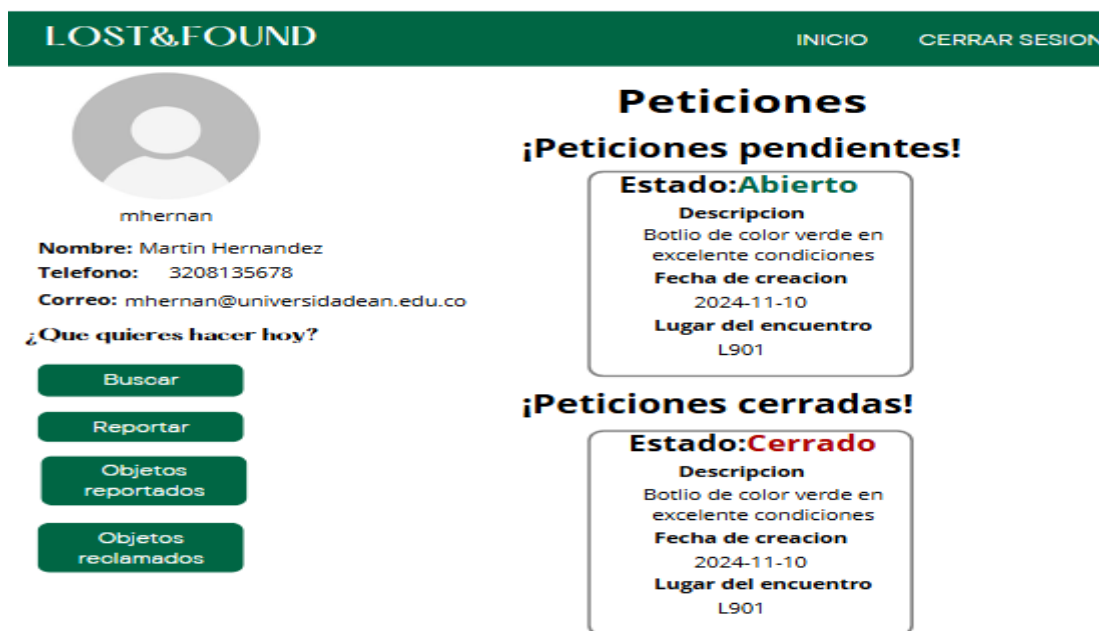 LOST&FOUND
INICIO
CERRAR SESION
mhernan
Nombre: Martin Hernandez
Telefono: 3208135678
Correo: mhernan@universidadean.edu.co
¿Que quieres hacer hoy?
Buscar
Reportar
Objetos
reportados
Objetos
reclamados
Peticiones
¡Peticiones pendientes!
Estado:Abierto
Descripcion
Botlio de color verde en
excelente condiciones
Fecha de creacion
2024-11-10
Lugar del encuentro
L901
¡Peticiones cerradas!
Estado:Cerrado
Descripcion
Botlio de color verde en
excelente condiciones
Fecha de creacion
2024-11-10
Lugar del encuentro
L901